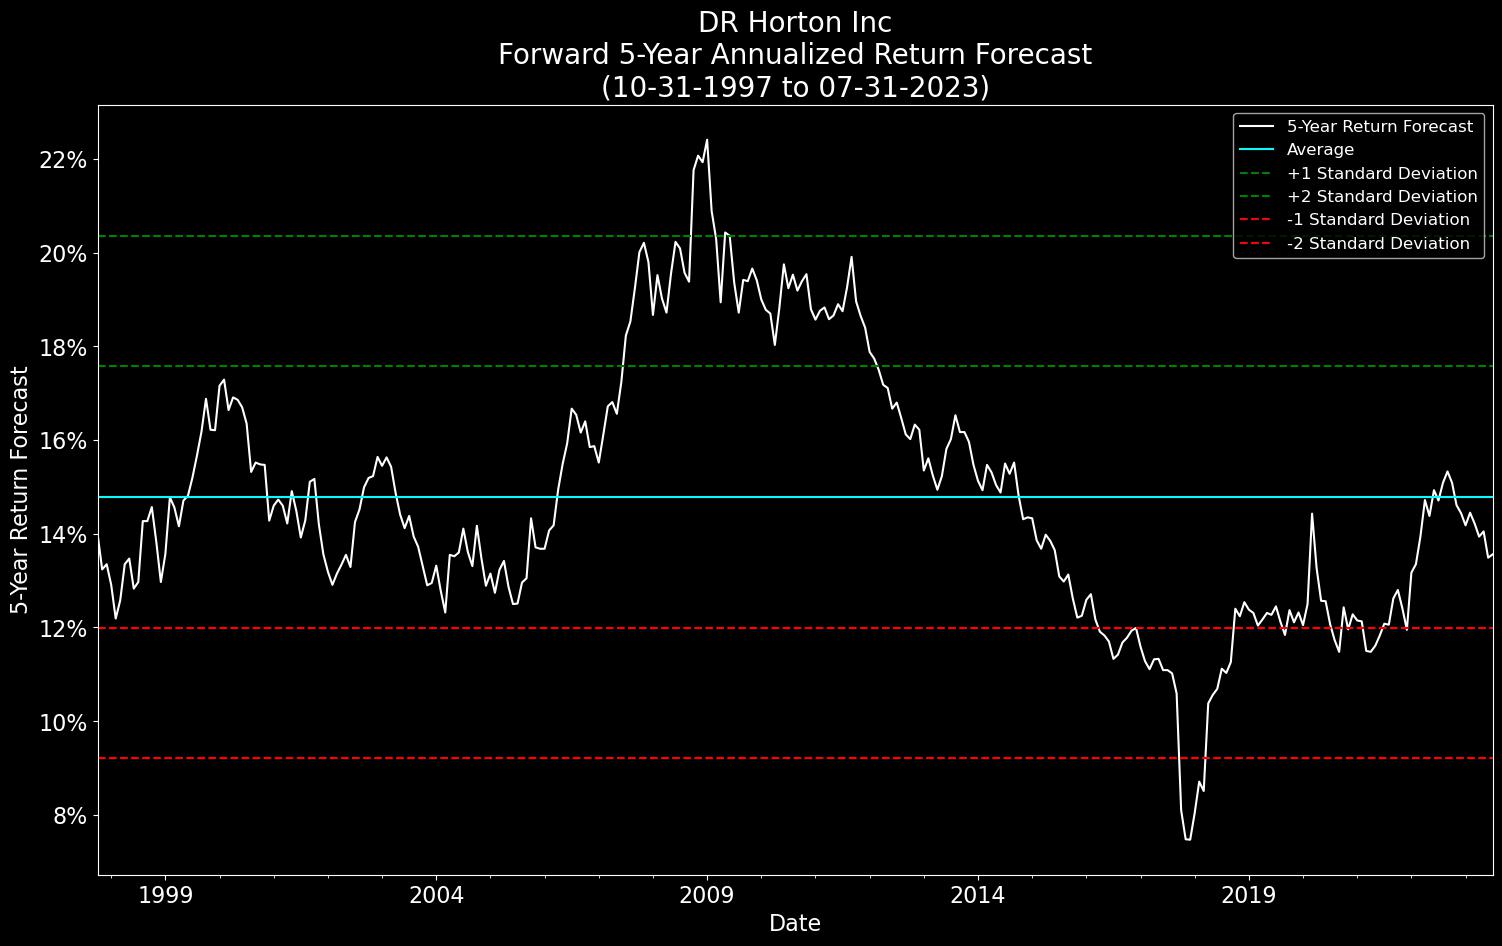 DR Horton Inc
Forward 5-Year Annualized Return Forecast
(10-31-1997 to 07-31-2023)
5-Year Return Forecast
Average
+1 Standard Deviation
+2 Standard Deviation
-1 Standard Deviation
-2 Standard Deviation
22%
20%
18%
16%
14%
12%
10%
8%
5-Year Return Forecast
1999 2004 2009 2014 2019
Date